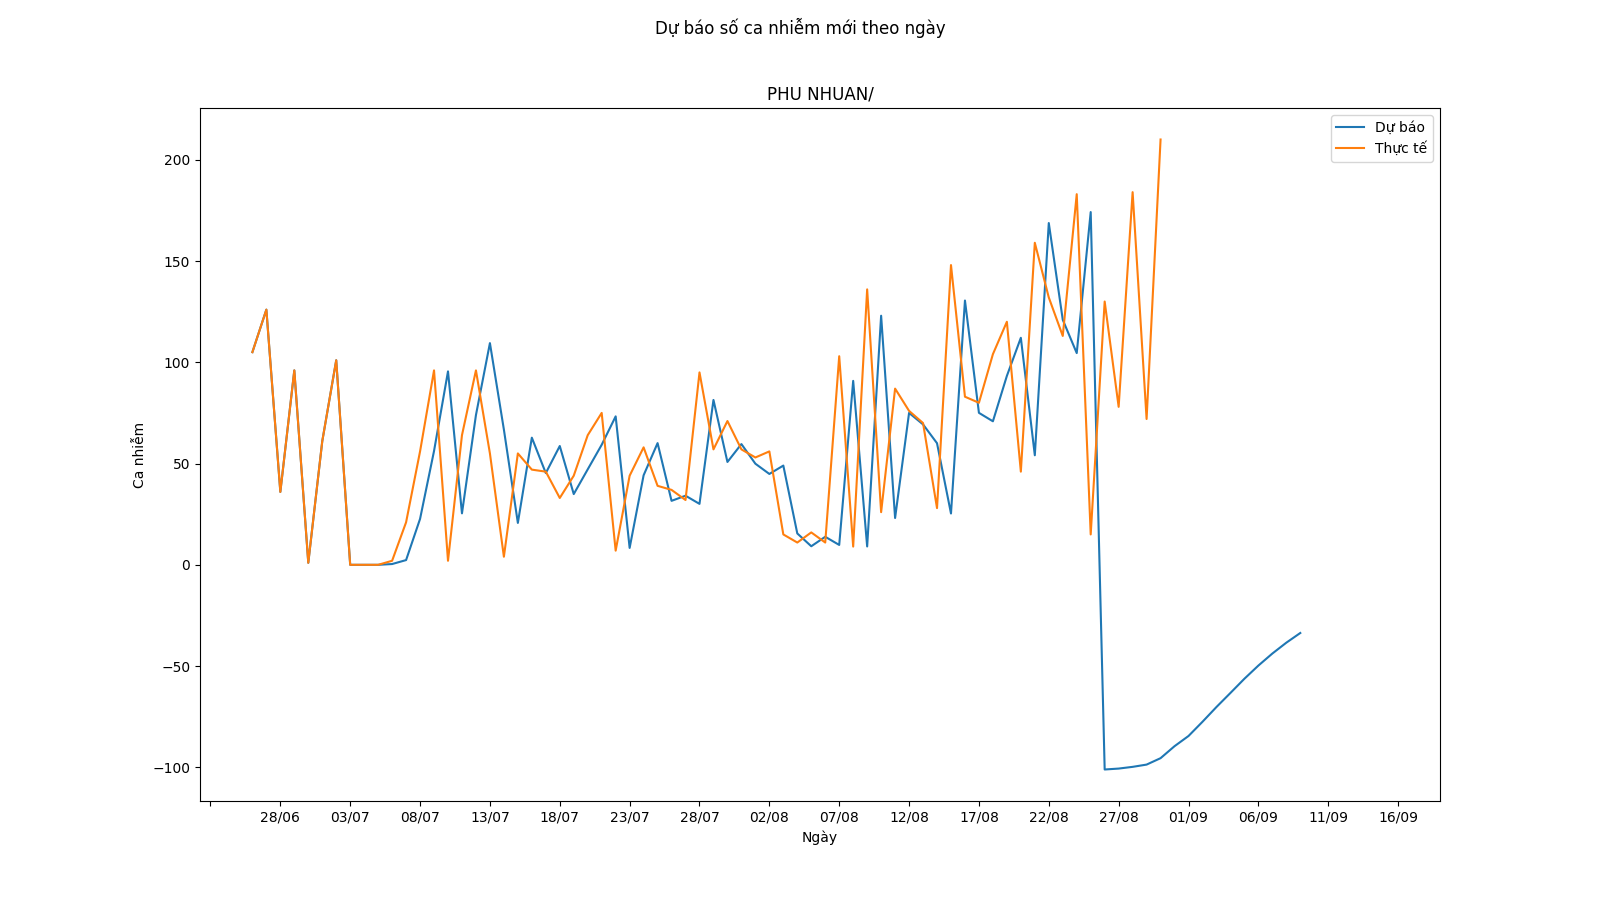 Dự báo số ca nhiễm mới theo ngày
PHU NHUAN/
Dự báo
Thực tế
200
150
100
50
0
−50
−100
Ca nhiễm
28/06 03/07 08/07 13/07 18/07 23/07 28/07 02/08 07/08 12/08 17/08 22/08 27/08 01/09 06/09 11/09 16/09
Ngày